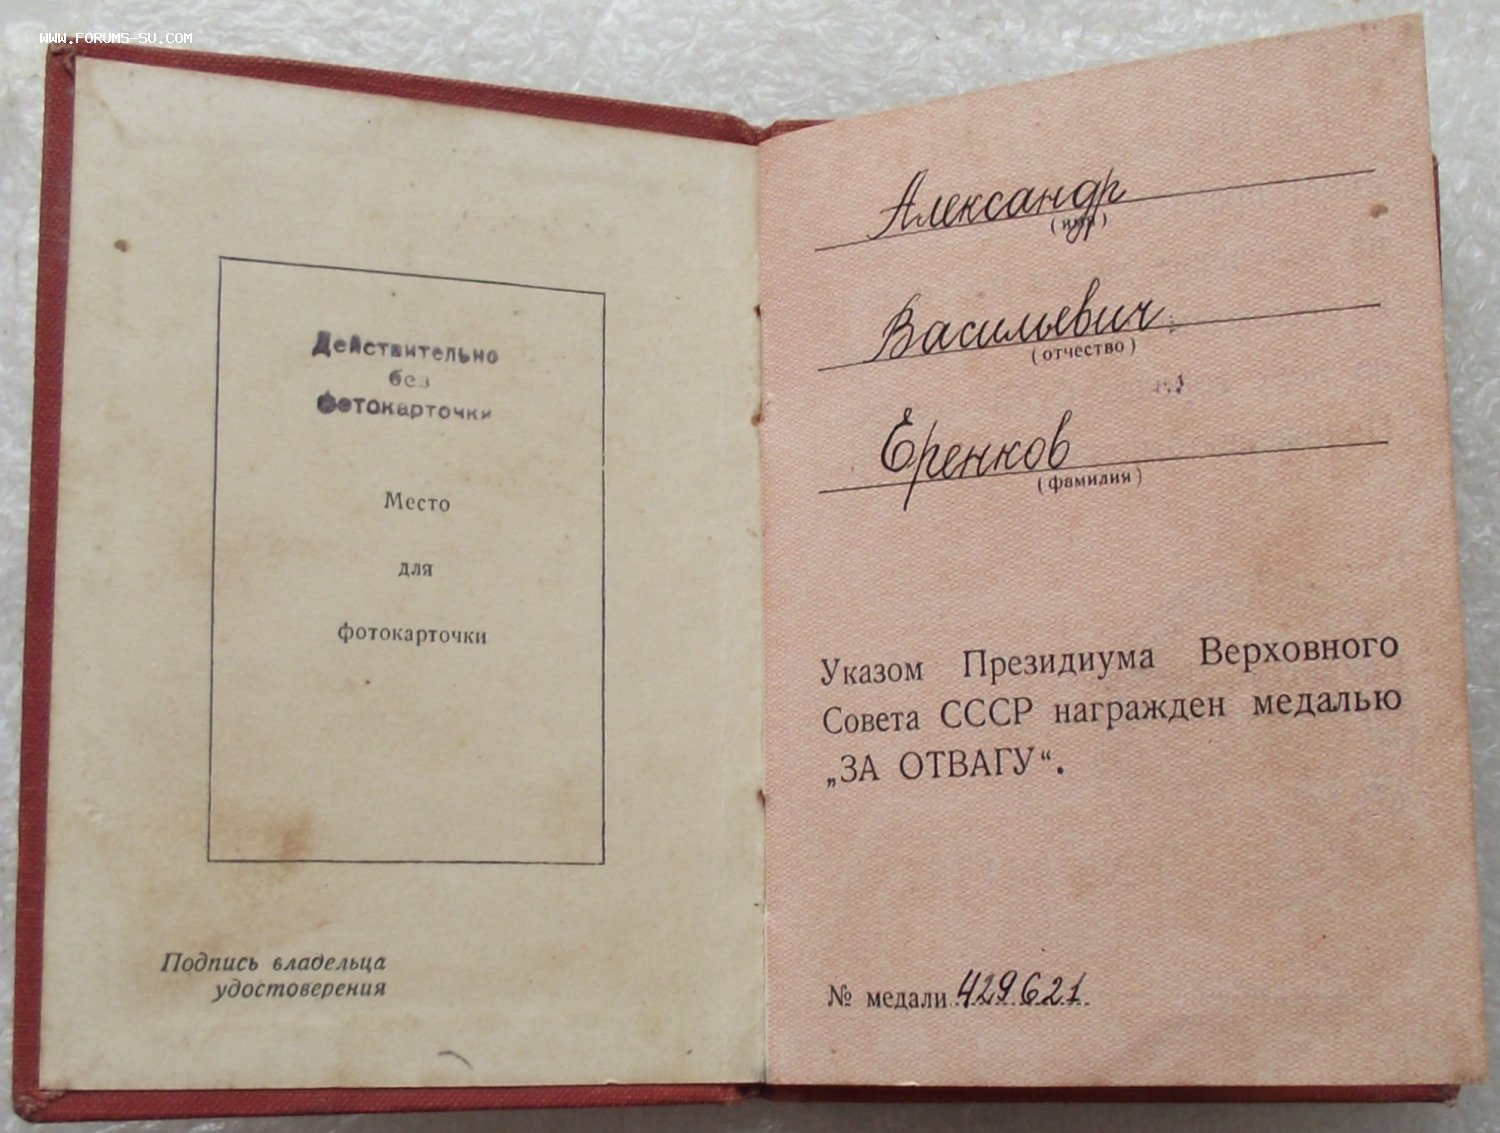 www.forums-su.com
Действительно
без
Фотокарточки
Место
для
фотокарточки
Подпись владельца
удостоверения
Александр
(имя)
Васильевич
(отчество)
Еренков
(фамилия)
Указом Президиума Верховного
Совета СССР награжден медалью
„ЗА ОТВАГУ“.
№ медали 429621